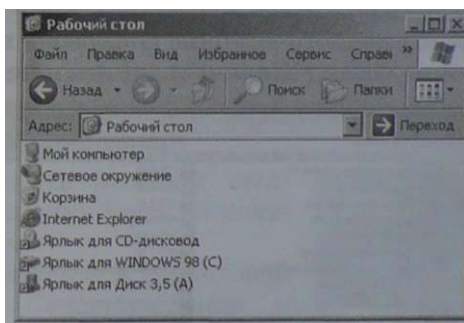 Рабочий стол
Файл Правка Вид Избранное Сервис Справ »
Назад Поиск Папки
Адрес: Рабочий стол Переход
Мой компьютер
Сетевое окружение
Корзина
Internet Explorer
Ярлык для CD-дисковод
Ярлык для WINDOWS 98 (C)
Ярлык для Диск 3,5 (A)